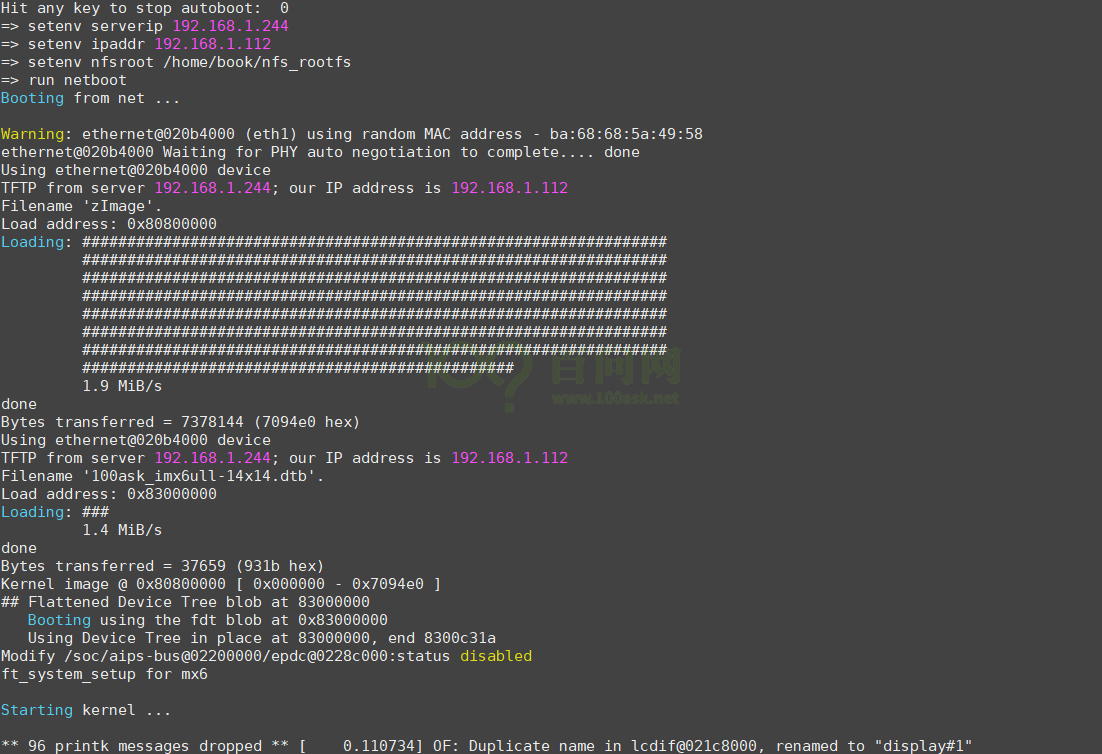 Hit any key to stop autoboot:  0
=> setenv serverip 192.168.1.244
=> setenv ipaddr 192.168.1.112
=> setenv nfsroot /home/book/nfs_rootfs
=> run netboot
Booting from net ...
Warning: ethernet@020b4000 (eth1) using random MAC address - ba:68:68:5a:49:58
ethernet@020b4000 Waiting for PHY auto negotiation to complete.... done
Using ethernet@020b4000 device
TFTP from server 192.168.1.244; our IP address is 192.168.1.112
Filename 'zImage'.
Load address: 0x80800000
Loading: #################################################################
         #################################################################
         #################################################################
         #################################################################
         #################################################################
         #################################################################
         #################################################################
         ################################################
         1.9 MiB/s
done
Bytes transferred = 7378144 (7094e0 hex)
Using ethernet@020b4000 device
TFTP from server 192.168.1.244; our IP address is 192.168.1.112
Filename '100ask_imx6ull-14x14.dtb'.
Load address: 0x83000000
Loading: ###
         1.4 MiB/s
done
Bytes transferred = 37659 (931b hex)
Kernel image @ 0x80800000 [ 0x000000 - 0x7094e0 ]
## Flattened Device Tree blob at 83000000
   Booting using the fdt blob at 0x83000000
   Using Device Tree in place at 83000000, end 8300c31a
Modify /soc/aips-bus@02200000/epdc@0228c000:status disabled
ft_system_setup for mx6
Starting kernel ...
** 96 printk messages dropped ** [    0.110734] OF: Duplicate name in lcdif@021c8000, renamed to "display#1"
百问网
www.100ask.net